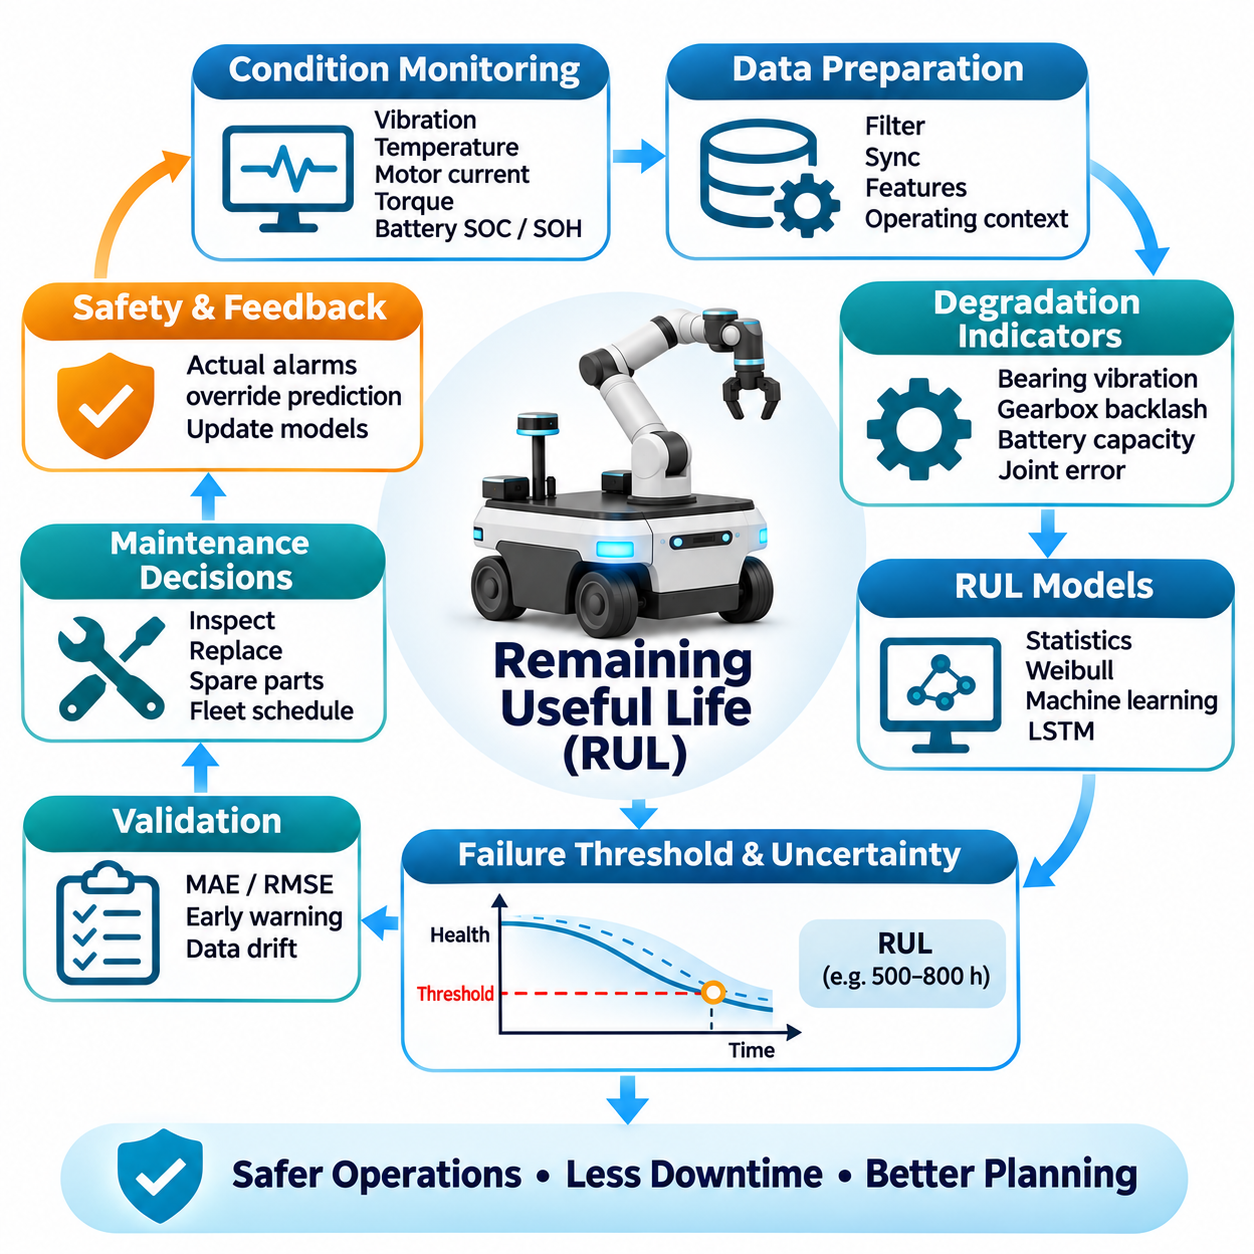 Condition Monitoring
Vibration
Temperature
Motor current
Torque
Battery SOC / SOH
Data Preparation
Filter
Sync
Features
Operating context
Degradation
Indicators
Bearing vibration
Gearbox backlash
Battery capacity
Joint error
RUL Models
Statistics
Weibull
Machine learning
LSTM
Failure Threshold & Uncertainty
Health
Threshold
Time
RUL
(e.g. 500–800 h)
Validation
MAE / RMSE
Early warning
Data drift
Maintenance
Decisions
Inspect
Replace
Spare parts
Fleet schedule
Safety & Feedback
Actual alarms
override prediction
Update models
Remaining
Useful Life
(RUL)
Safer Operations • Less Downtime • Better Planning